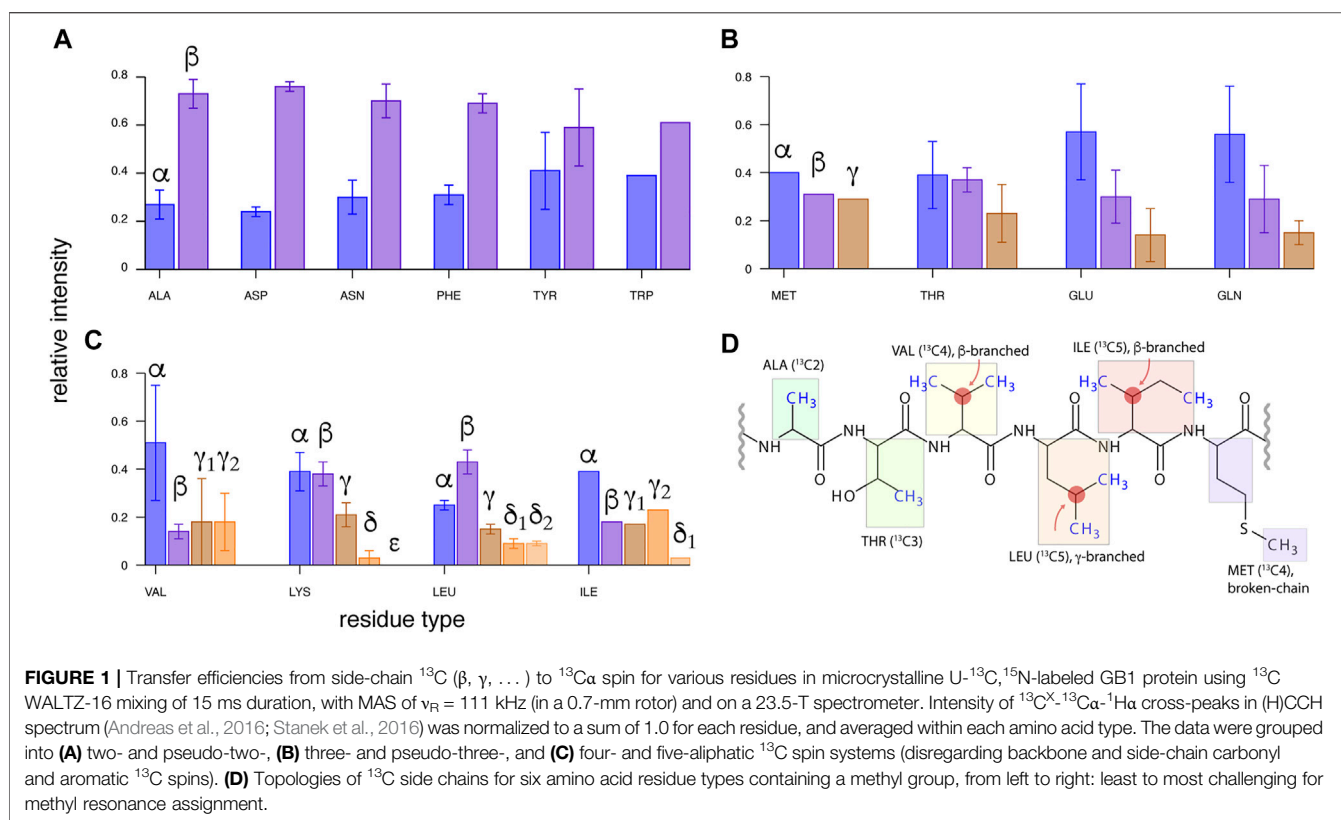 A
B
0.8
0.6
0.4
0.2
0
α
β
ALA
ASP
ASN
PHE
TYR
TRP
0.8
0.6
0.4
0.2
0
α
β
γ
MET
THR
GLU
GLN
relative intensity
C
0.8
0.6
0.4
0.2
0
α
β
γ1
γ2
α
β
γ
δ
ε
α
β
γ
δ1
δ2
α
β
γ1
γ2
δ1
VAL
LYS
LEU
ILE
residue type
D
ALA (¹³C2)
VAL (¹³C4), β-branched
ILE (¹³C5), β-branched
CH₃
H₃C
CH₃
H₃C
CH₃
O
O
O
NH
NH
NH
NH
NH
NH
O
O
O
HO
CH₃
H₃C
CH₃
S
CH₃
THR (¹³C3)
LEU (¹³C5), γ-branched
MET (¹³C4),
broken-chain
FIGURE 1 | Transfer efficiencies from side-chain ¹³C (β, γ, ... ) to ¹³Cα spin for various residues in microcrystalline U-¹³C,¹⁵N-labeled GB1 protein using ¹³C
WALTZ-16 mixing of 15 ms duration, with MAS of νR = 111 kHz (in a 0.7-mm rotor) and on a 23.5-T spectrometer. Intensity of ¹³Cˣ-¹³Cα-¹Hα cross-peaks in (H)CCH
spectrum (Andreas et al., 2016; Stanek et al., 2016) was normalized to a sum of 1.0 for each residue, and averaged within each amino acid type. The data were grouped
into (A) two- and pseudo-two-, (B) three- and pseudo-three-, and (C) four- and five-aliphatic ¹³C spin systems (disregarding backbone and side-chain carbonyl
and aromatic ¹³C spins). (D) Topologies of ¹³C side chains for six amino acid residue types containing a methyl group, from left to right: least to most challenging for
methyl resonance assignment.